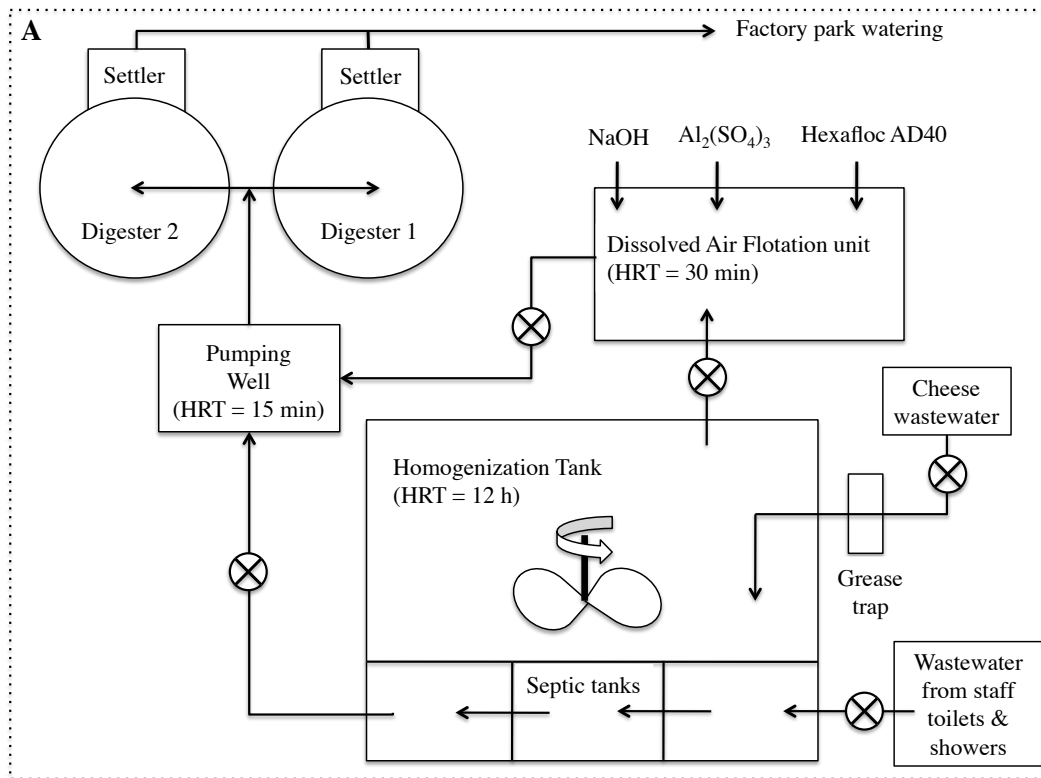 A
Factory park watering
Settler
Settler
Digester 2
Digester 1
NaOH
Al₂(SO₄)₃
Hexafloc AD40
Dissolved Air Flotation unit
(HRT = 30 min)
Pumping
Well
(HRT = 15 min)
Cheese
wastewater
Homogenization Tank
(HRT = 12 h)
Grease
trap
Septic tanks
Wastewater
from staff
toilets &
showers